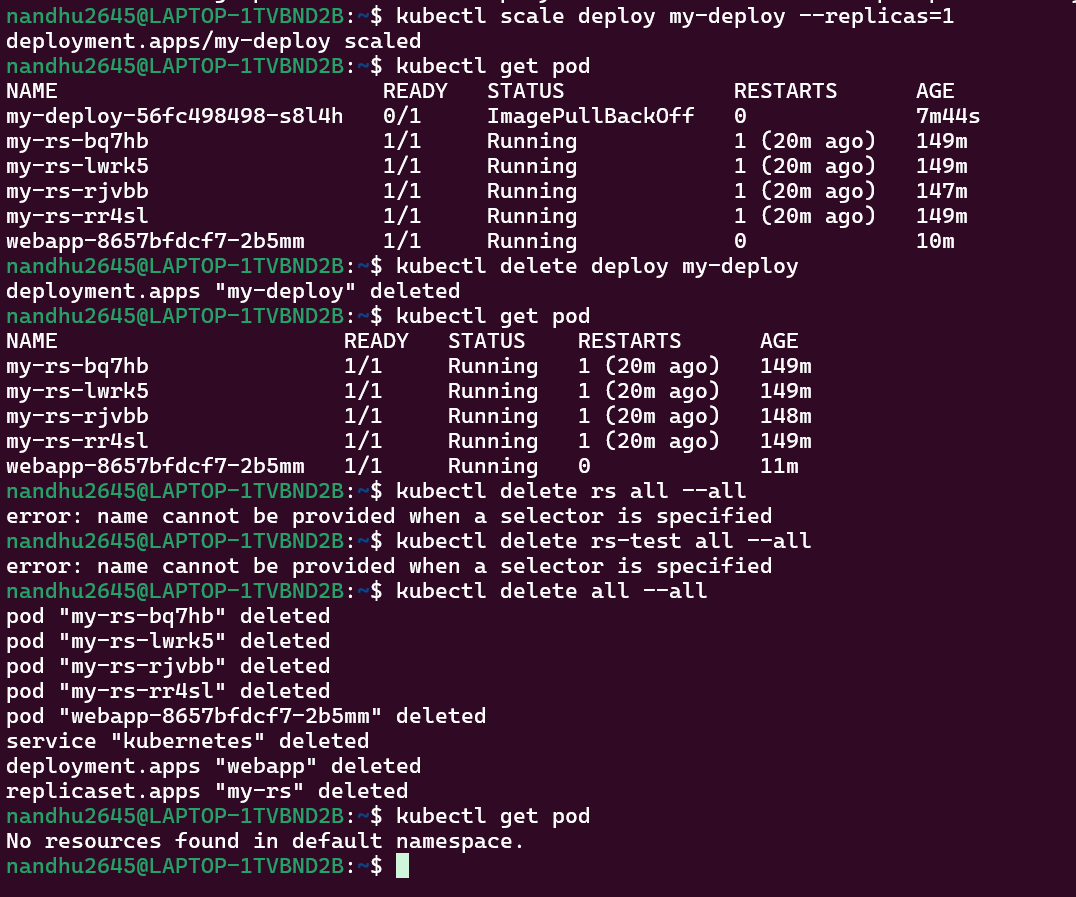 nandhu2645@LAPTOP-1TVBND2B:~$ kubectl scale deploy my-deploy --replicas=1
deployment.apps/my-deploy scaled
nandhu2645@LAPTOP-1TVBND2B:~$ kubectl get pod
NAME                         READY   STATUS             RESTARTS      AGE
my-deploy-56fc498498-s8l4h   0/1     ImagePullBackOff   0             7m44s
my-rs-bq7hb                  1/1     Running            1 (20m ago)   149m
my-rs-lwrk5                  1/1     Running            1 (20m ago)   149m
my-rs-rjvbb                  1/1     Running            1 (20m ago)   147m
my-rs-rr4sl                  1/1     Running            1 (20m ago)   149m
webapp-8657bfdcf7-2b5mm      1/1     Running            0             10m
nandhu2645@LAPTOP-1TVBND2B:~$ kubectl delete deploy my-deploy
deployment.apps "my-deploy" deleted
nandhu2645@LAPTOP-1TVBND2B:~$ kubectl get pod
NAME                      READY   STATUS    RESTARTS      AGE
my-rs-bq7hb               1/1     Running   1 (20m ago)   149m
my-rs-lwrk5               1/1     Running   1 (20m ago)   149m
my-rs-rjvbb               1/1     Running   1 (20m ago)   148m
my-rs-rr4sl               1/1     Running   1 (20m ago)   149m
webapp-8657bfdcf7-2b5mm   1/1     Running   0             11m
nandhu2645@LAPTOP-1TVBND2B:~$ kubectl delete rs all --all
error: name cannot be provided when a selector is specified
nandhu2645@LAPTOP-1TVBND2B:~$ kubectl delete rs-test all --all
error: name cannot be provided when a selector is specified
nandhu2645@LAPTOP-1TVBND2B:~$ kubectl delete all --all
pod "my-rs-bq7hb" deleted
pod "my-rs-lwrk5" deleted
pod "my-rs-rjvbb" deleted
pod "my-rs-rr4sl" deleted
pod "webapp-8657bfdcf7-2b5mm" deleted
service "kubernetes" deleted
deployment.apps "webapp" deleted
replicaset.apps "my-rs" deleted
nandhu2645@LAPTOP-1TVBND2B:~$ kubectl get pod
No resources found in default namespace.
nandhu2645@LAPTOP-1TVBND2B:~$